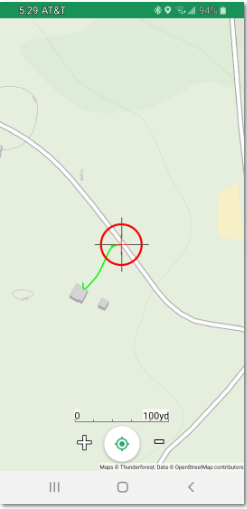 5:29 AT&T 94%
0 100yd
Maps © Thunderforest; Data © OpenStreetMap contributors